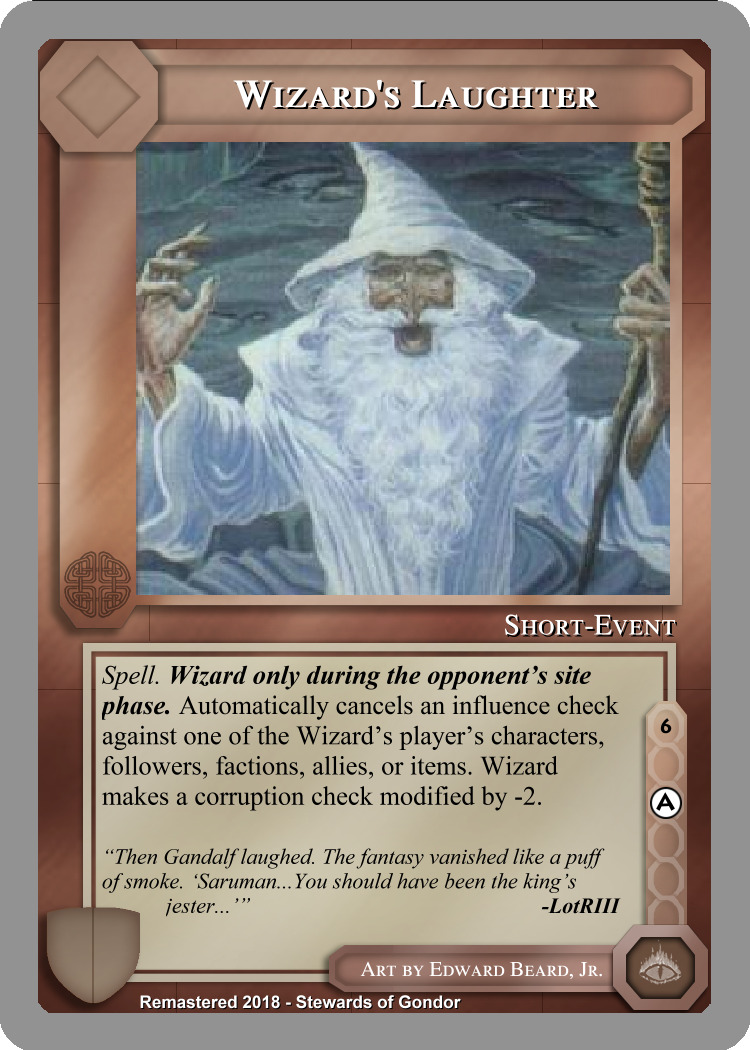 Wizard's Laughter
Short-Event
Spell. Wizard only during the opponent’s site
phase. Automatically cancels an influence check
against one of the Wizard’s player’s characters,
followers, factions, allies, or items. Wizard
makes a corruption check modified by -2.
6
A
“Then Gandalf laughed. The fantasy vanished like a puff
of smoke. ‘Saruman...You should have been the king’s
jester...’” -LotRIII
Art by Edward Beard, Jr.
Remastered 2018 - Stewards of Gondor